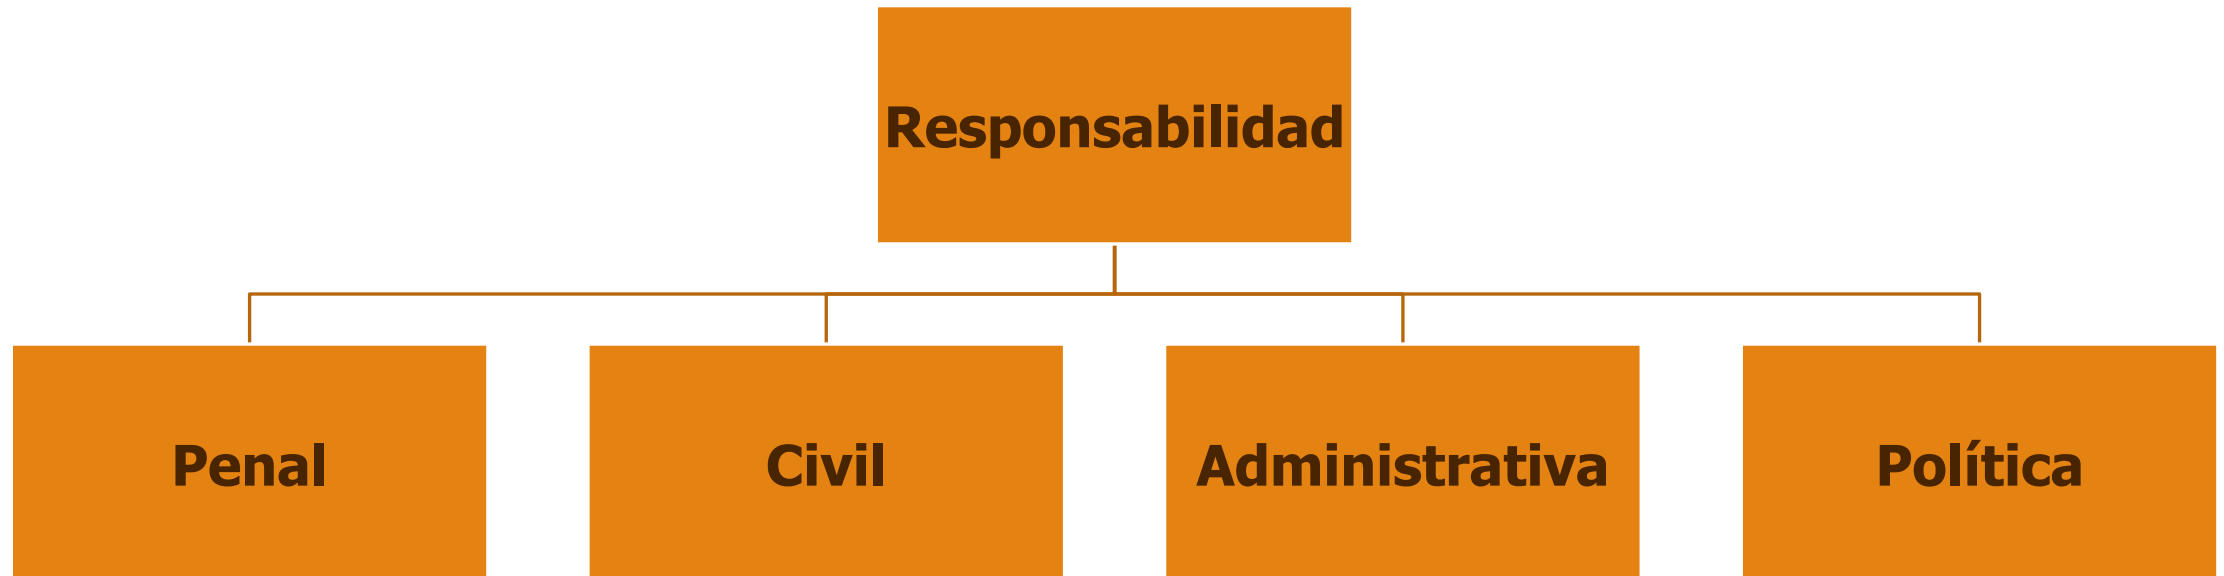 Responsabilidad
Penal
Civil
Administrativa
Política